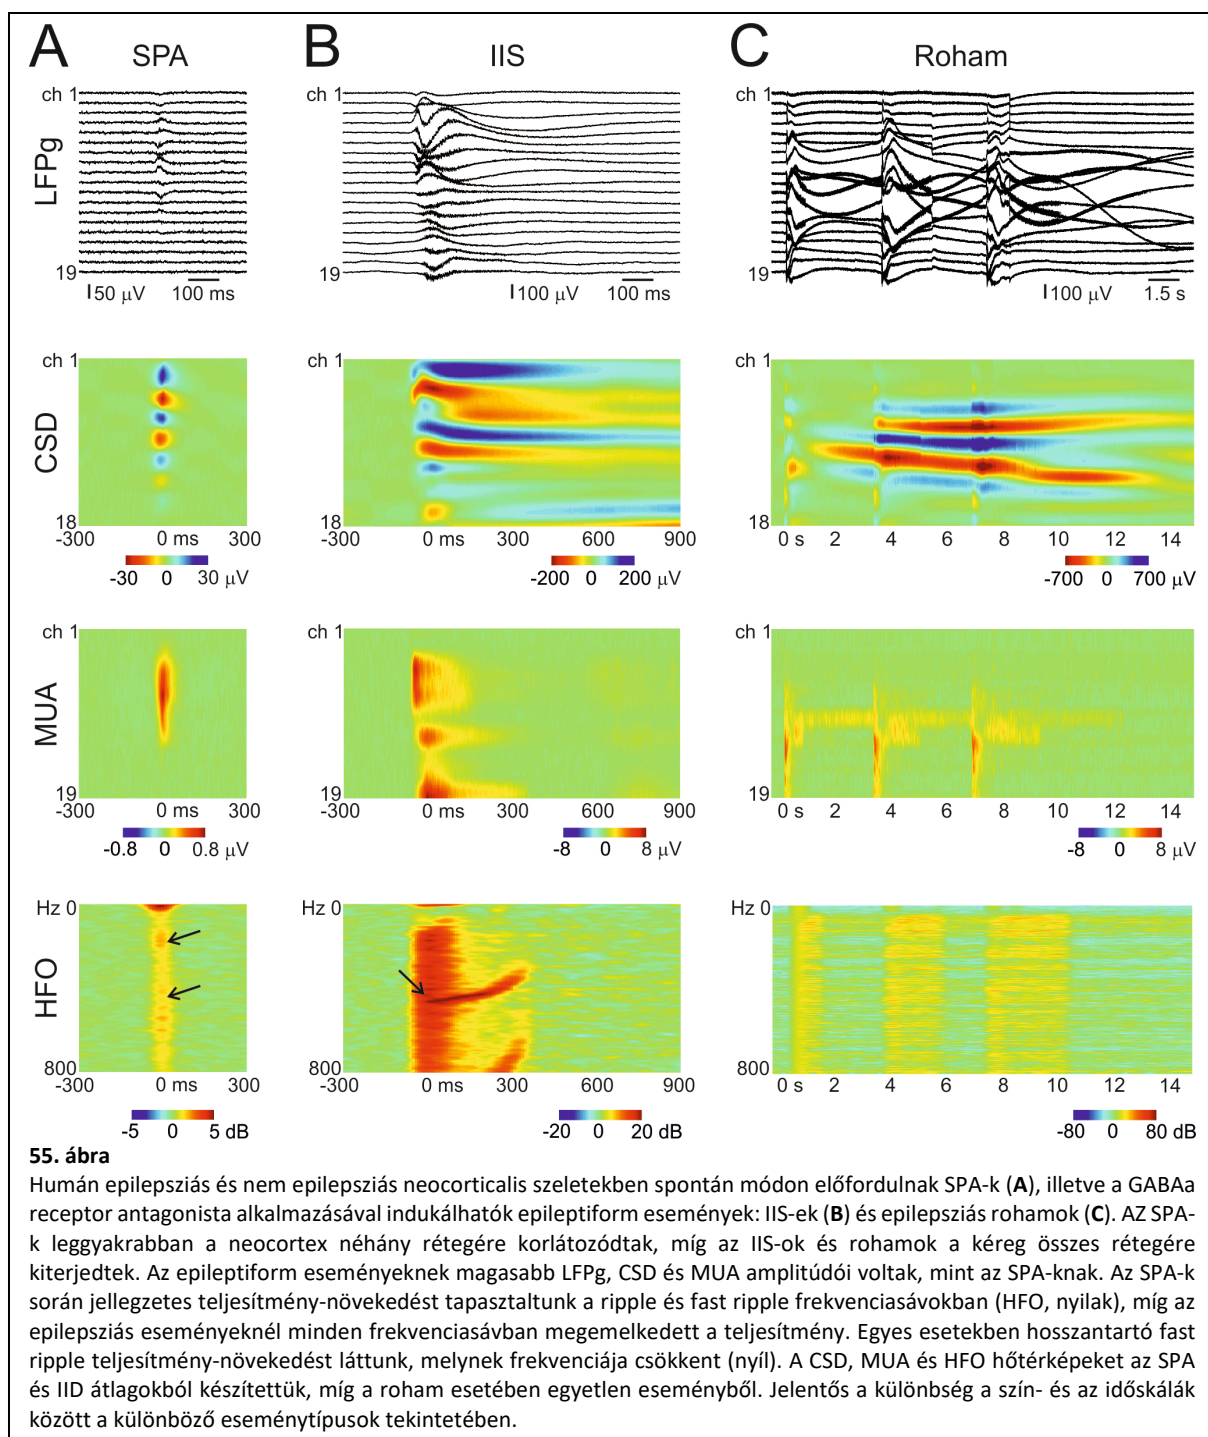 A SPA
B IIS
C Roham
LFPg
ch 1
19
I50 µV 100 ms
ch 1
19
I100 µV 100 ms
ch 1
19
I100 µV 1.5 s
CSD
ch 1
18
-300 0 ms 300
-30 0 30 µV
ch 1
18
-300 0 ms 300 600 900
-200 0 200 µV
ch 1
18
0 s 2 4 6 8 10 12 14
-700 0 700 µV
MUA
ch 1
19
-300 0 ms 300
-0.8 0 0.8 µV
ch 1
19
-300 0 ms 300 600 900
-8 0 8 µV
ch 1
19
0 s 2 4 6 8 10 12 14
-8 0 8 µV
HFO
Hz 0
800
-300 0 ms 300
-5 0 5 dB
Hz 0
800
-300 0 ms 300 600 900
-20 0 20 dB
Hz 0
800
0 s 2 4 6 8 10 12 14
-80 0 80 dB
55. ábra
Humán epilepsziás és nem epilepsziás neocorticalis szeletekben spontán módon előfordulnak SPA-k (A), illetve a GABAa
receptor antagonista alkalmazásával indukálhatók epileptiform események: IIS-ek (B) és epilepsziás rohamok (C). AZ SPA-
k leggyakrabban a neocortex néhány rétegére korlátozódtak, míg az IIS-ok és rohamok a kéreg összes rétegére
kiterjedtek. Az epileptiform eseményeknek magasabb LFPg, CSD és MUA amplitúdói voltak, mint az SPA-knak. Az SPA-k
során jellegzetes teljesítmény-növekedést tapasztaltunk a ripple és fast ripple frekvenciasávokban (HFO, nyilak), míg az
epilepsziás eseményeknél minden frekvenciasávban megemelkedett a teljesítmény. Egyes esetekben hosszantartó fast
ripple teljesítmény-növekedést láttunk, melynek frekvenciája csökkent (nyíl). A CSD, MUA és HFO hőtérképeket az SPA
és IID átlagokból készítettük, míg a roham esetében egyetlen eseményből. Jelentős a különbség a szín- és az időskálák
között a különböző eseménytípusok tekintetében.